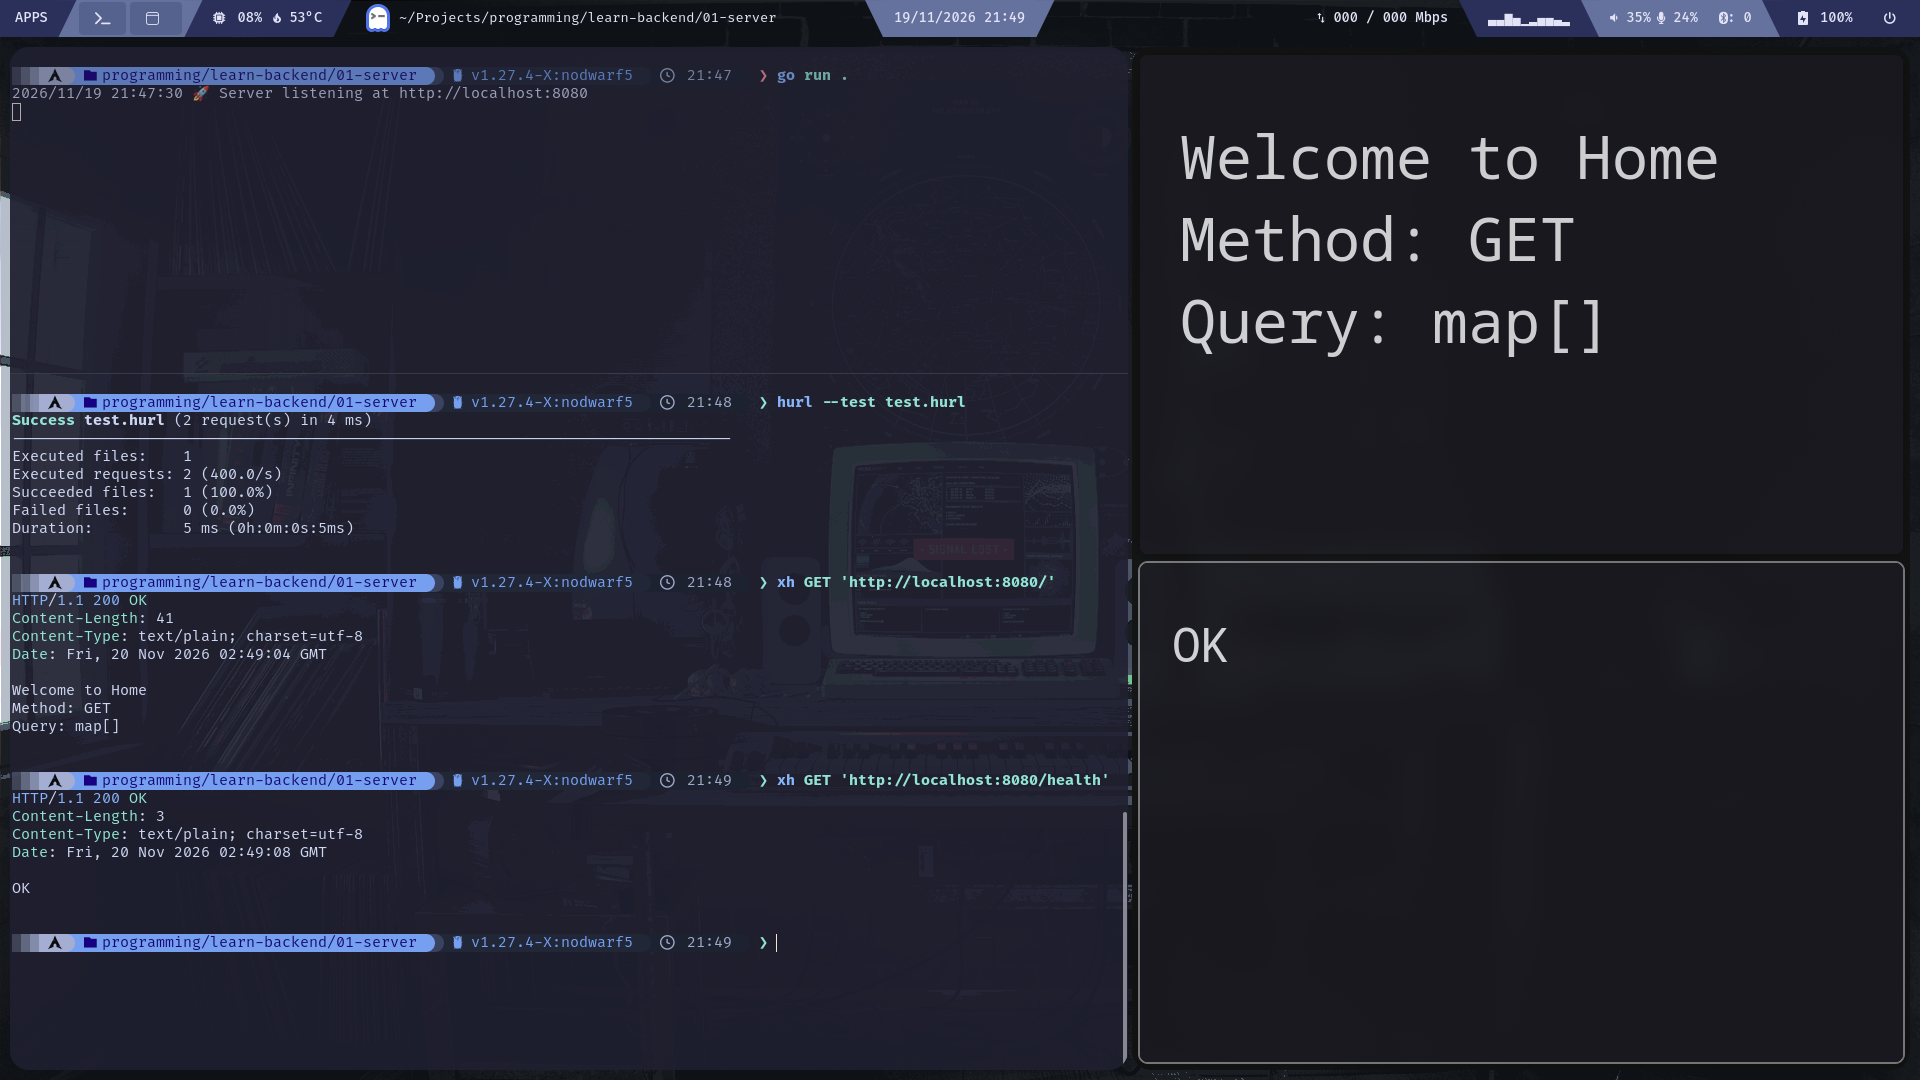 APPS
08% 53°C
~/Projects/programming/learn-backend/01-server
19/11/2026 21:49
000 / 000 Mbps
35% 24% : 0
100%
programming/learn-backend/01-server v1.27.4-X:nodwarf5 21:47 ❯ go run .
2026/11/19 21:47:30 🚀 Server listening at http://localhost:8080
programming/learn-backend/01-server v1.27.4-X:nodwarf5 21:48 ❯ hurl --test test.hurl
Success test.hurl (2 request(s) in 4 ms)
Executed files: 1
Executed requests: 2 (400.0/s)
Succeeded files: 1 (100.0%)
Failed files: 0 (0.0%)
Duration: 5 ms (0h:0m:0s:5ms)
programming/learn-backend/01-server v1.27.4-X:nodwarf5 21:48 ❯ xh GET 'http://localhost:8080/'
HTTP/1.1 200 OK
Content-Length: 41
Content-Type: text/plain; charset=utf-8
Date: Fri, 20 Nov 2026 02:49:04 GMT
Welcome to Home
Method: GET
Query: map[]
programming/learn-backend/01-server v1.27.4-X:nodwarf5 21:49 ❯ xh GET 'http://localhost:8080/health'
HTTP/1.1 200 OK
Content-Length: 3
Content-Type: text/plain; charset=utf-8
Date: Fri, 20 Nov 2026 02:49:08 GMT
OK
programming/learn-backend/01-server v1.27.4-X:nodwarf5 21:49 ❯
SIGNAL LOST
Welcome to Home
Method: GET
Query: map[]
OK